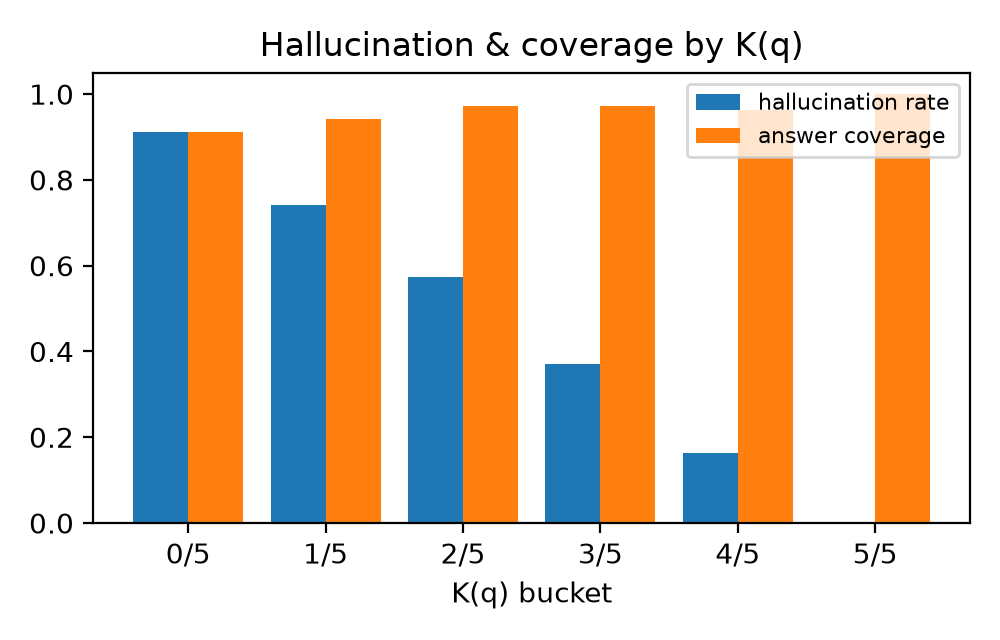 Hallucination & coverage by K(q)
hallucination rate
answer coverage
1.0
0.8
0.6
0.4
0.2
0.0
0/5 1/5 2/5 3/5 4/5 5/5
K(q) bucket